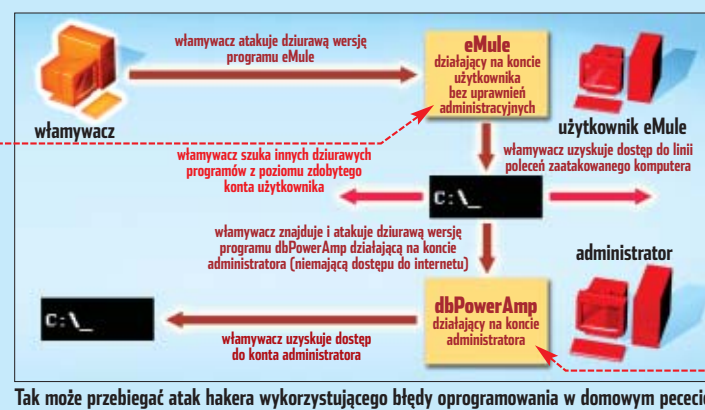 włamywacz atakuje dziurawą wersję
programu eMule
eMule
działający na koncie
użytkownika
bez uprawnień
administracyjnych
włamywacz
użytkownik eMule
włamywacz szuka innych dziurawych
programów z poziomu zdobytego
konta użytkownika
włamywacz uzyskuje dostęp do linii
poleceń zaatakowanego komputera
C:\_
włamywacz znajduje i atakuje dziurawą wersję
programu dbPowerAmp działającą na koncie
administratora (niemającą dostępu do internetu)
administrator
C:\_
dbPowerAmp
działający na koncie
administratora
włamywacz uzyskuje dostęp
do konta administratora
Tak może przebiegać atak hakera wykorzystującego błędy oprogramowania w domowym pececie